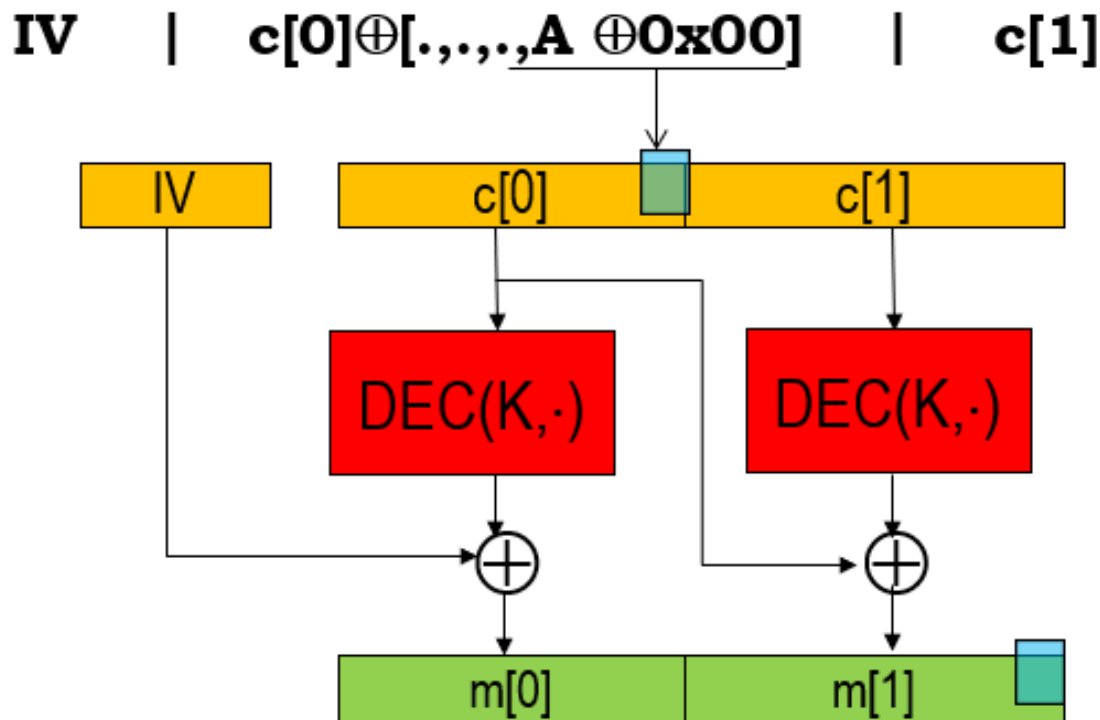 IV | c[0]⊕[.,.,.,A ⊕0x00] | c[1]
IV c[0] c[1]
DEC(K,·) DEC(K,·)
m[0] m[1]